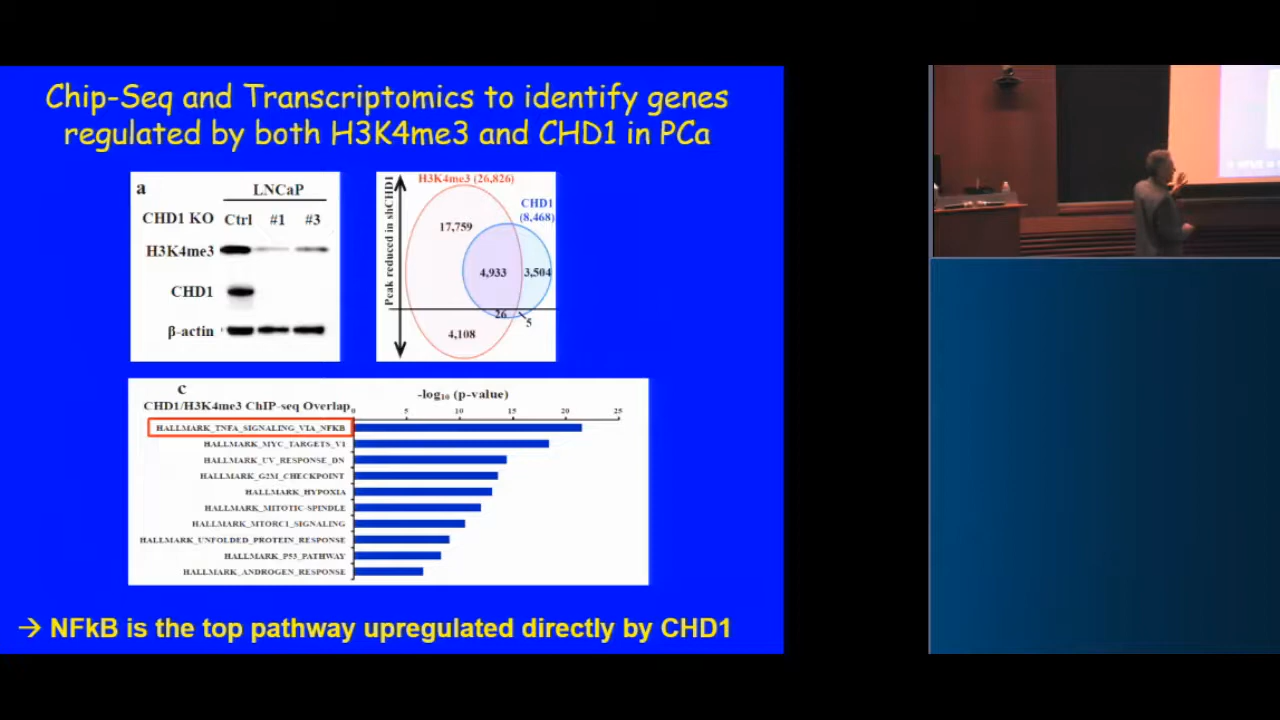 Chip-Seq and Transcriptomics to identify genes
regulated by both H3K4me3 and CHD1 in PCa
a
LNCaP
CHD1 KO Ctrl #1 #3
H3K4me3
CHD1
β-actin
Peak reduced in shCHD1
H3K4me3 (26,826)
CHD1
(8,468)
17,759
4,933
3,504
26
5
4,108
c
-log₁₀ (p-value)
CHD1/H3K4me3 ChIP-seq Overlap
0 5 10 15 20 25
HALLMARK_TNFA_SIGNALING_VIA_NFKB
HALLMARK_MYC_TARGETS_V1
HALLMARK_UV_RESPONSE_DN
HALLMARK_G2M_CHECKPOINT
HALLMARK_HYPOXIA
HALLMARK_MITOTIC-SPINDLE
HALLMARK_MTORC1_SIGNALING
HALLMARK_UNFOLDED_PROTEIN_RESPONSE
HALLMARK_P53_PATHWAY
HALLMARK_ANDROGEN_RESPONSE
→ NFkB is the top pathway upregulated directly by CHD1